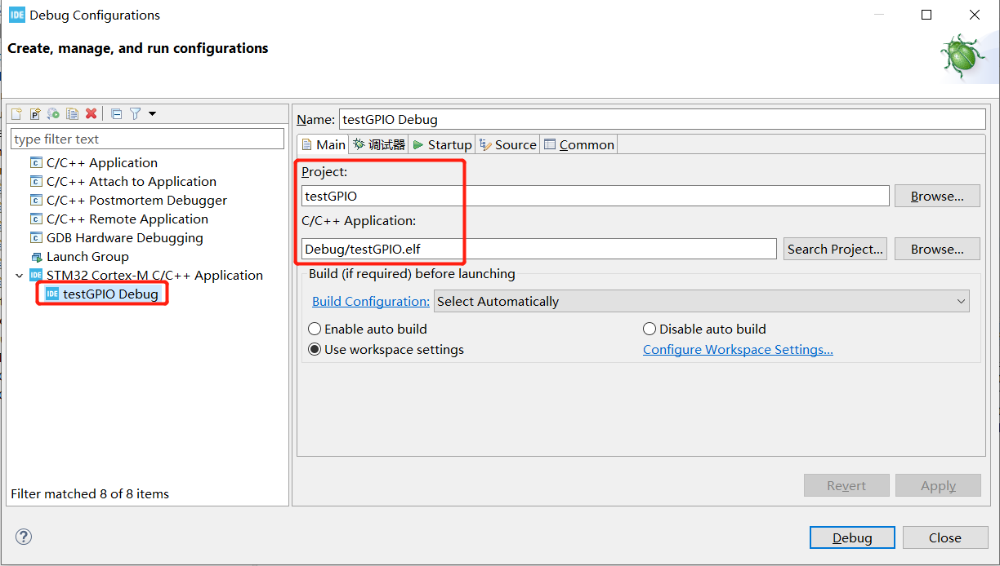 IDE Debug Configurations
Create, manage, and run configurations
type filter text
C/C++ Application
C/C++ Attach to Application
C/C++ Postmortem Debugger
C/C++ Remote Application
GDB Hardware Debugging
Launch Group
IDE STM32 Cortex-M C/C++ Application
IDE testGPIO Debug
Filter matched 8 of 8 items
Name: testGPIO Debug
Main 调试器 Startup Source Common
Project:
testGPIO Browse...
C/C++ Application:
Debug/testGPIO.elf Search Project... Browse...
Build (if required) before launching
Build Configuration: Select Automatically
Enable auto build Disable auto build
Use workspace settings Configure Workspace Settings...
Revert Apply
? Debug Close